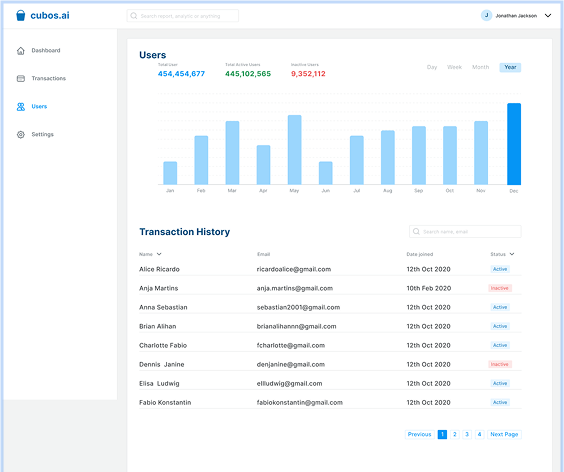 cubos.ai
Search report, analytic or anything
J Jonathan Jackson
Dashboard
Transactions
Users
Settings
Users
Total User Total Active Users Inactive Users
454,454,677 445,102,565 9,352,112
Day Week Month Year
Jan Feb Mar Apr May Jun Jul Aug Sep Oct Nov Dec
Transaction History
Search name, email
Name Email Date joined Status
Alice Ricardo ricardoalice@gmail.com 12th Oct 2020 Active
Anja Martins anja.martins@gmail.com 10th Feb 2020 Inactive
Anna Sebastian sebastian2001@gmail.com 12th Oct 2020 Active
Brian Alihan brianalihannn@gmail.com 12th Oct 2020 Active
Charlotte Fabio fcharlotte@gmail.com 12th Oct 2020 Active
Dennis Janine denjanine@gmail.com 12th Oct 2020 Inactive
Elisa Ludwig ellludwig@gmail.com 12th Oct 2020 Active
Fabio Konstantin fabiokonstantin@gmail.com 12th Oct 2020 Active
Previous 1 2 3 4 Next Page